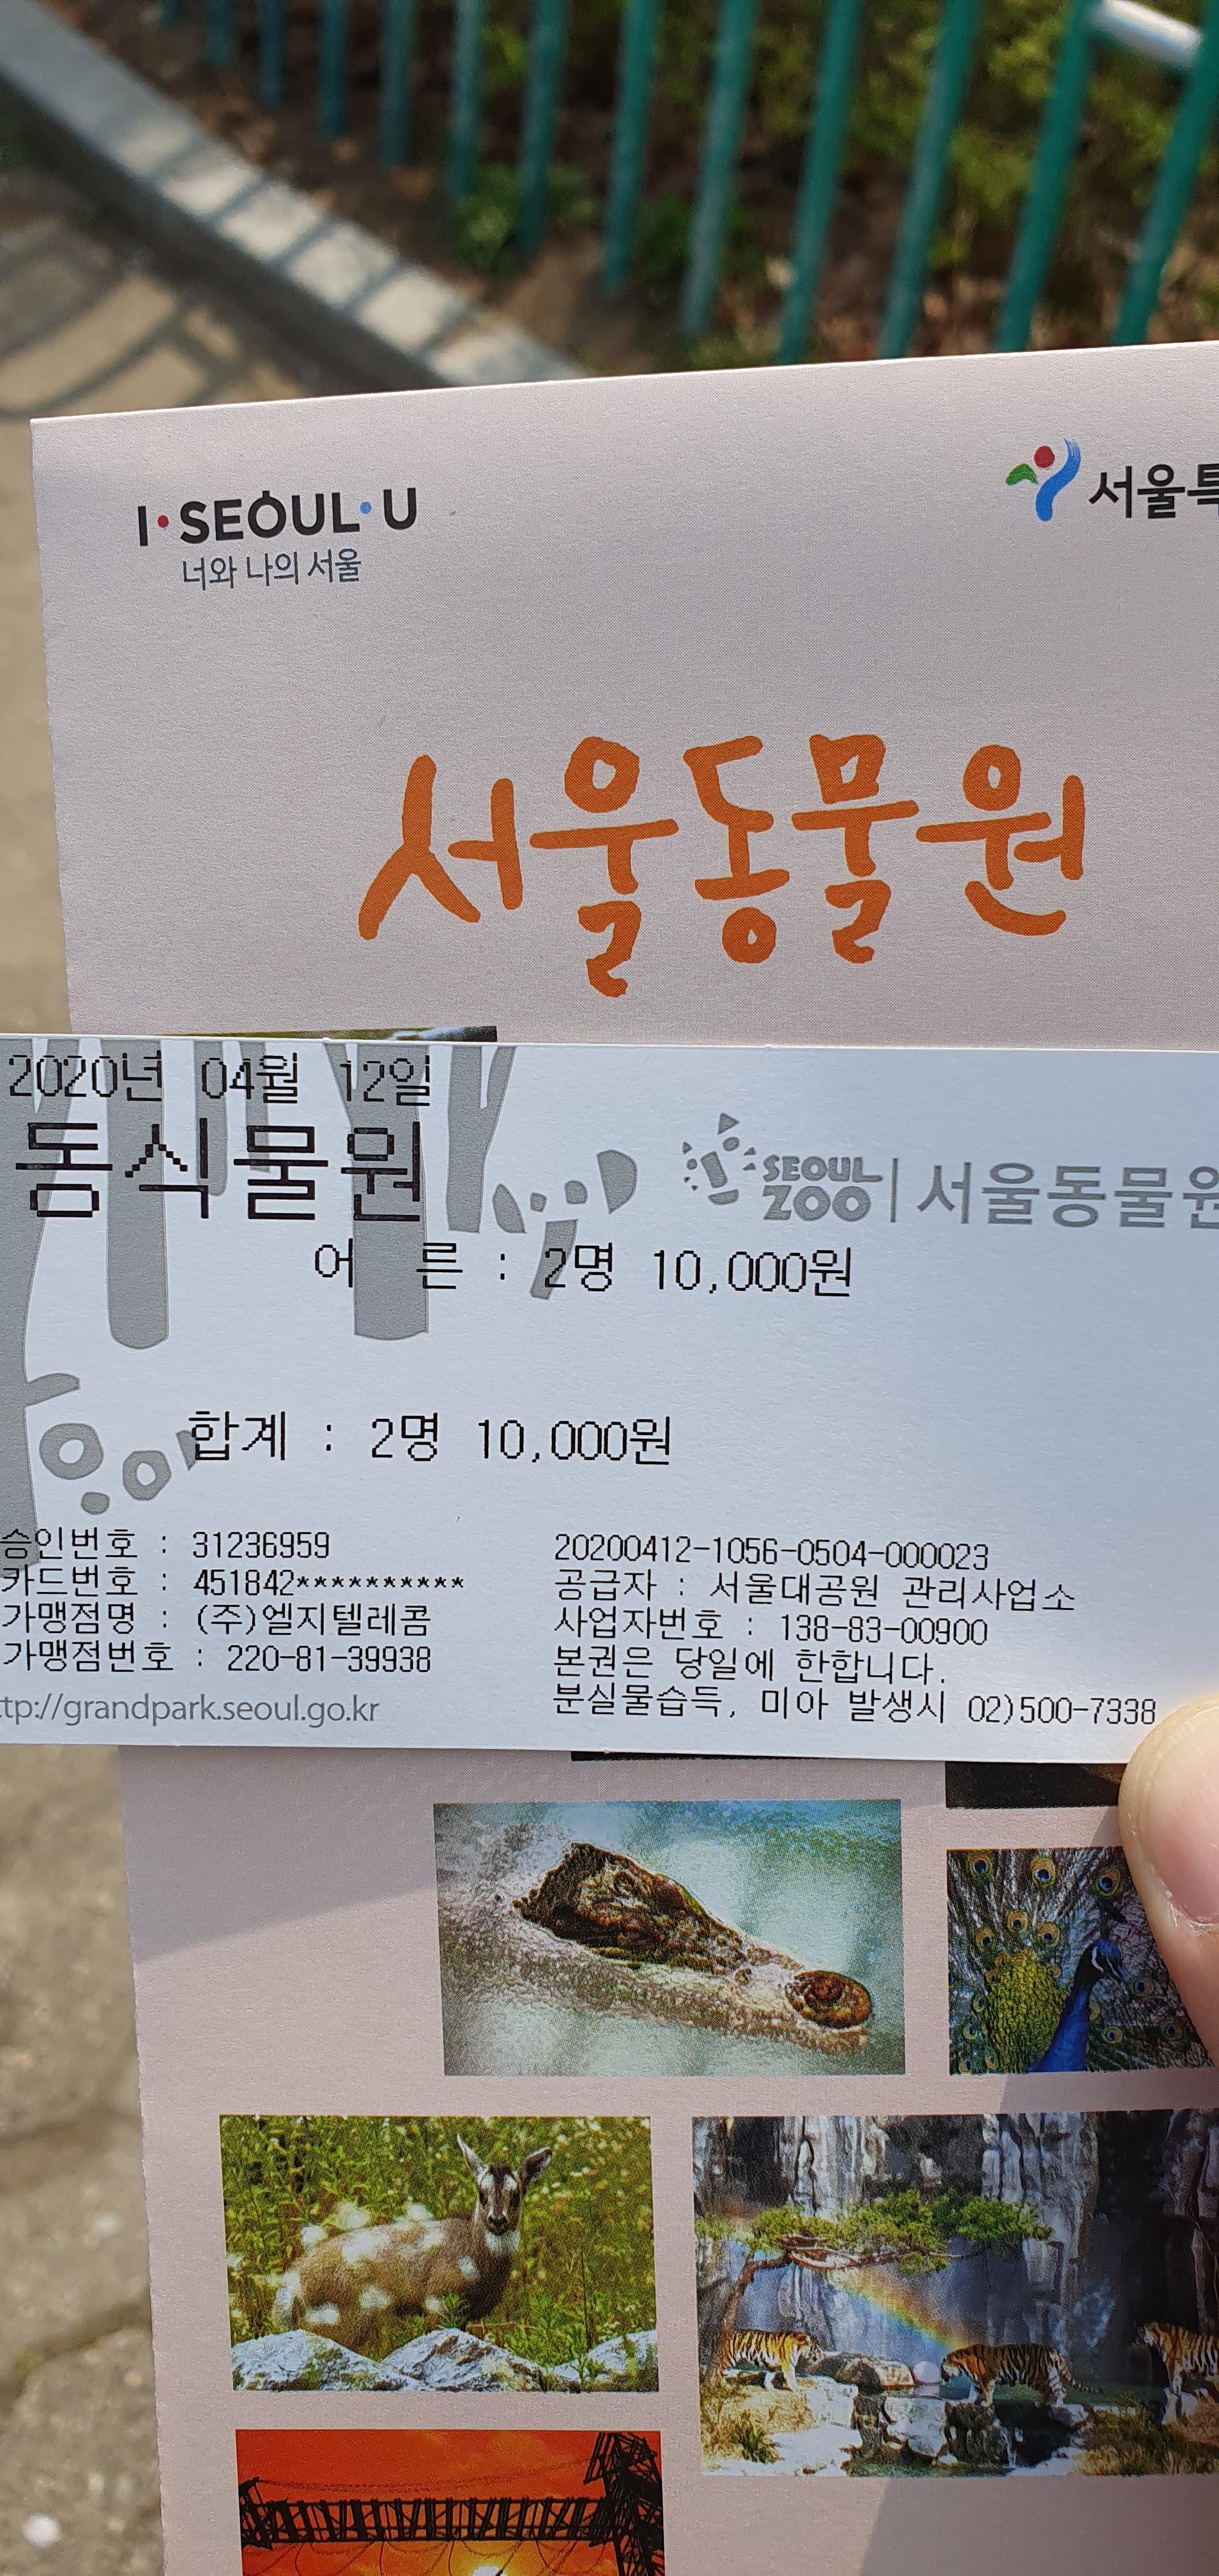 I·SEOUL·U
너와 나의 서울
서울특
서울동물원
2020년 04월 12일
동식물원
SEOUL ZOO | 서울동물원
어 른 : 2명 10,000원
합계 : 2명 10,000원
승인번호 : 31236959
카드번호 : 451842**********
가맹점명 : (주)엘지텔레콤
가맹점번호 : 220-81-39938
ttp://grandpark.seoul.go.kr
20200412-1056-0504-000023
공급자 : 서울대공원 관리사업소
사업자번호 : 138-83-00900
본권은 당일에 한합니다.
분실물습득, 미아 발생시 02)500-7338